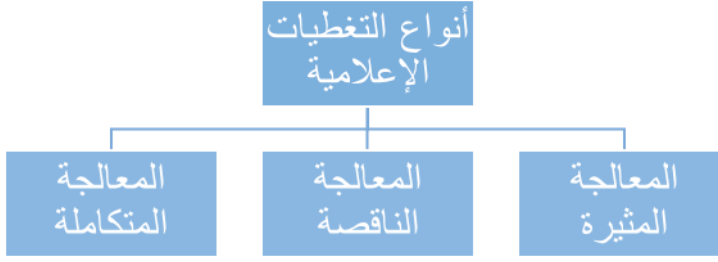 أنواع التغطيات
الإعلامية
المعالجة
المثيرة
المعالجة
الناقصة
المعالجة
المتكاملة